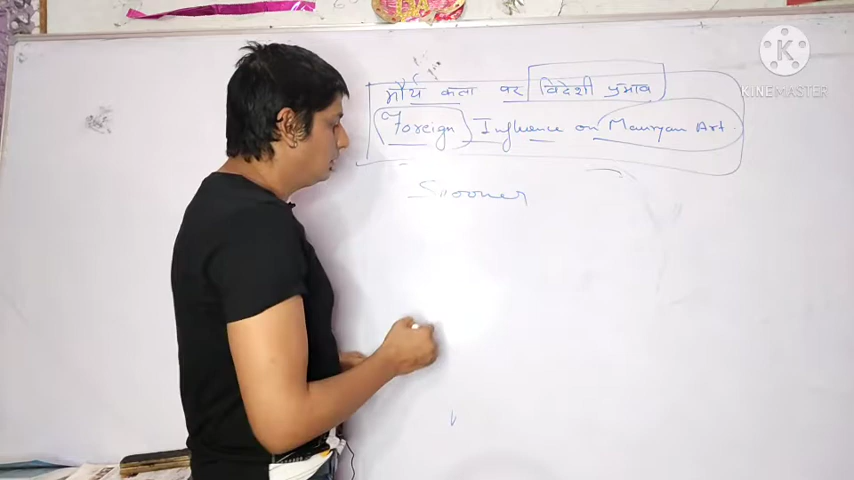 मौर्य कला पर विदेशी प्रभाव
Foreign Influence on Mauryan Art.
Spooner
KINEMASTER